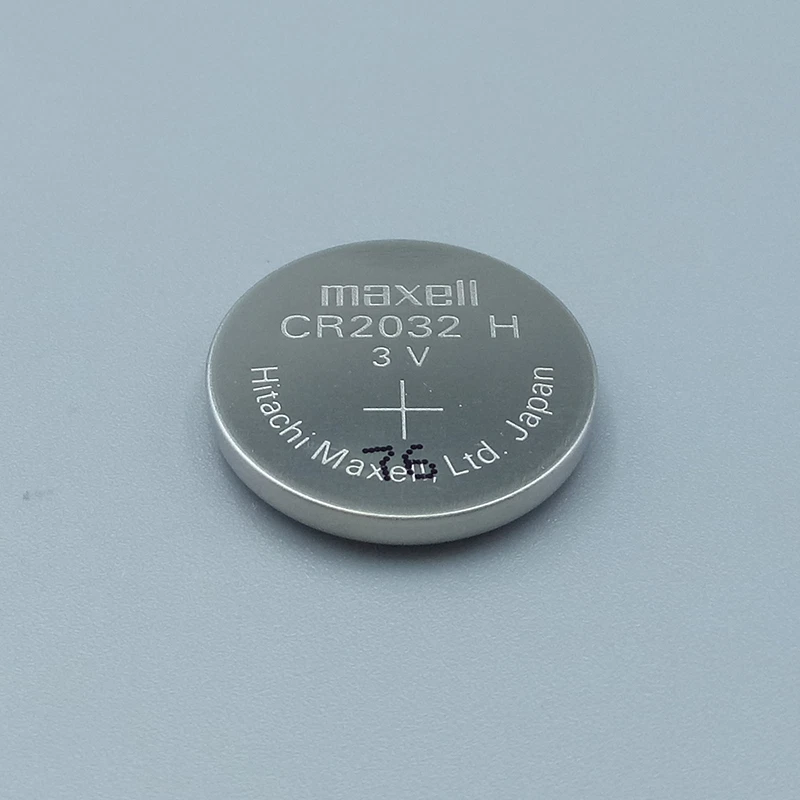 maxell
CR2032 H
3 V
+
Hitachi Maxell, Ltd. Japan
76